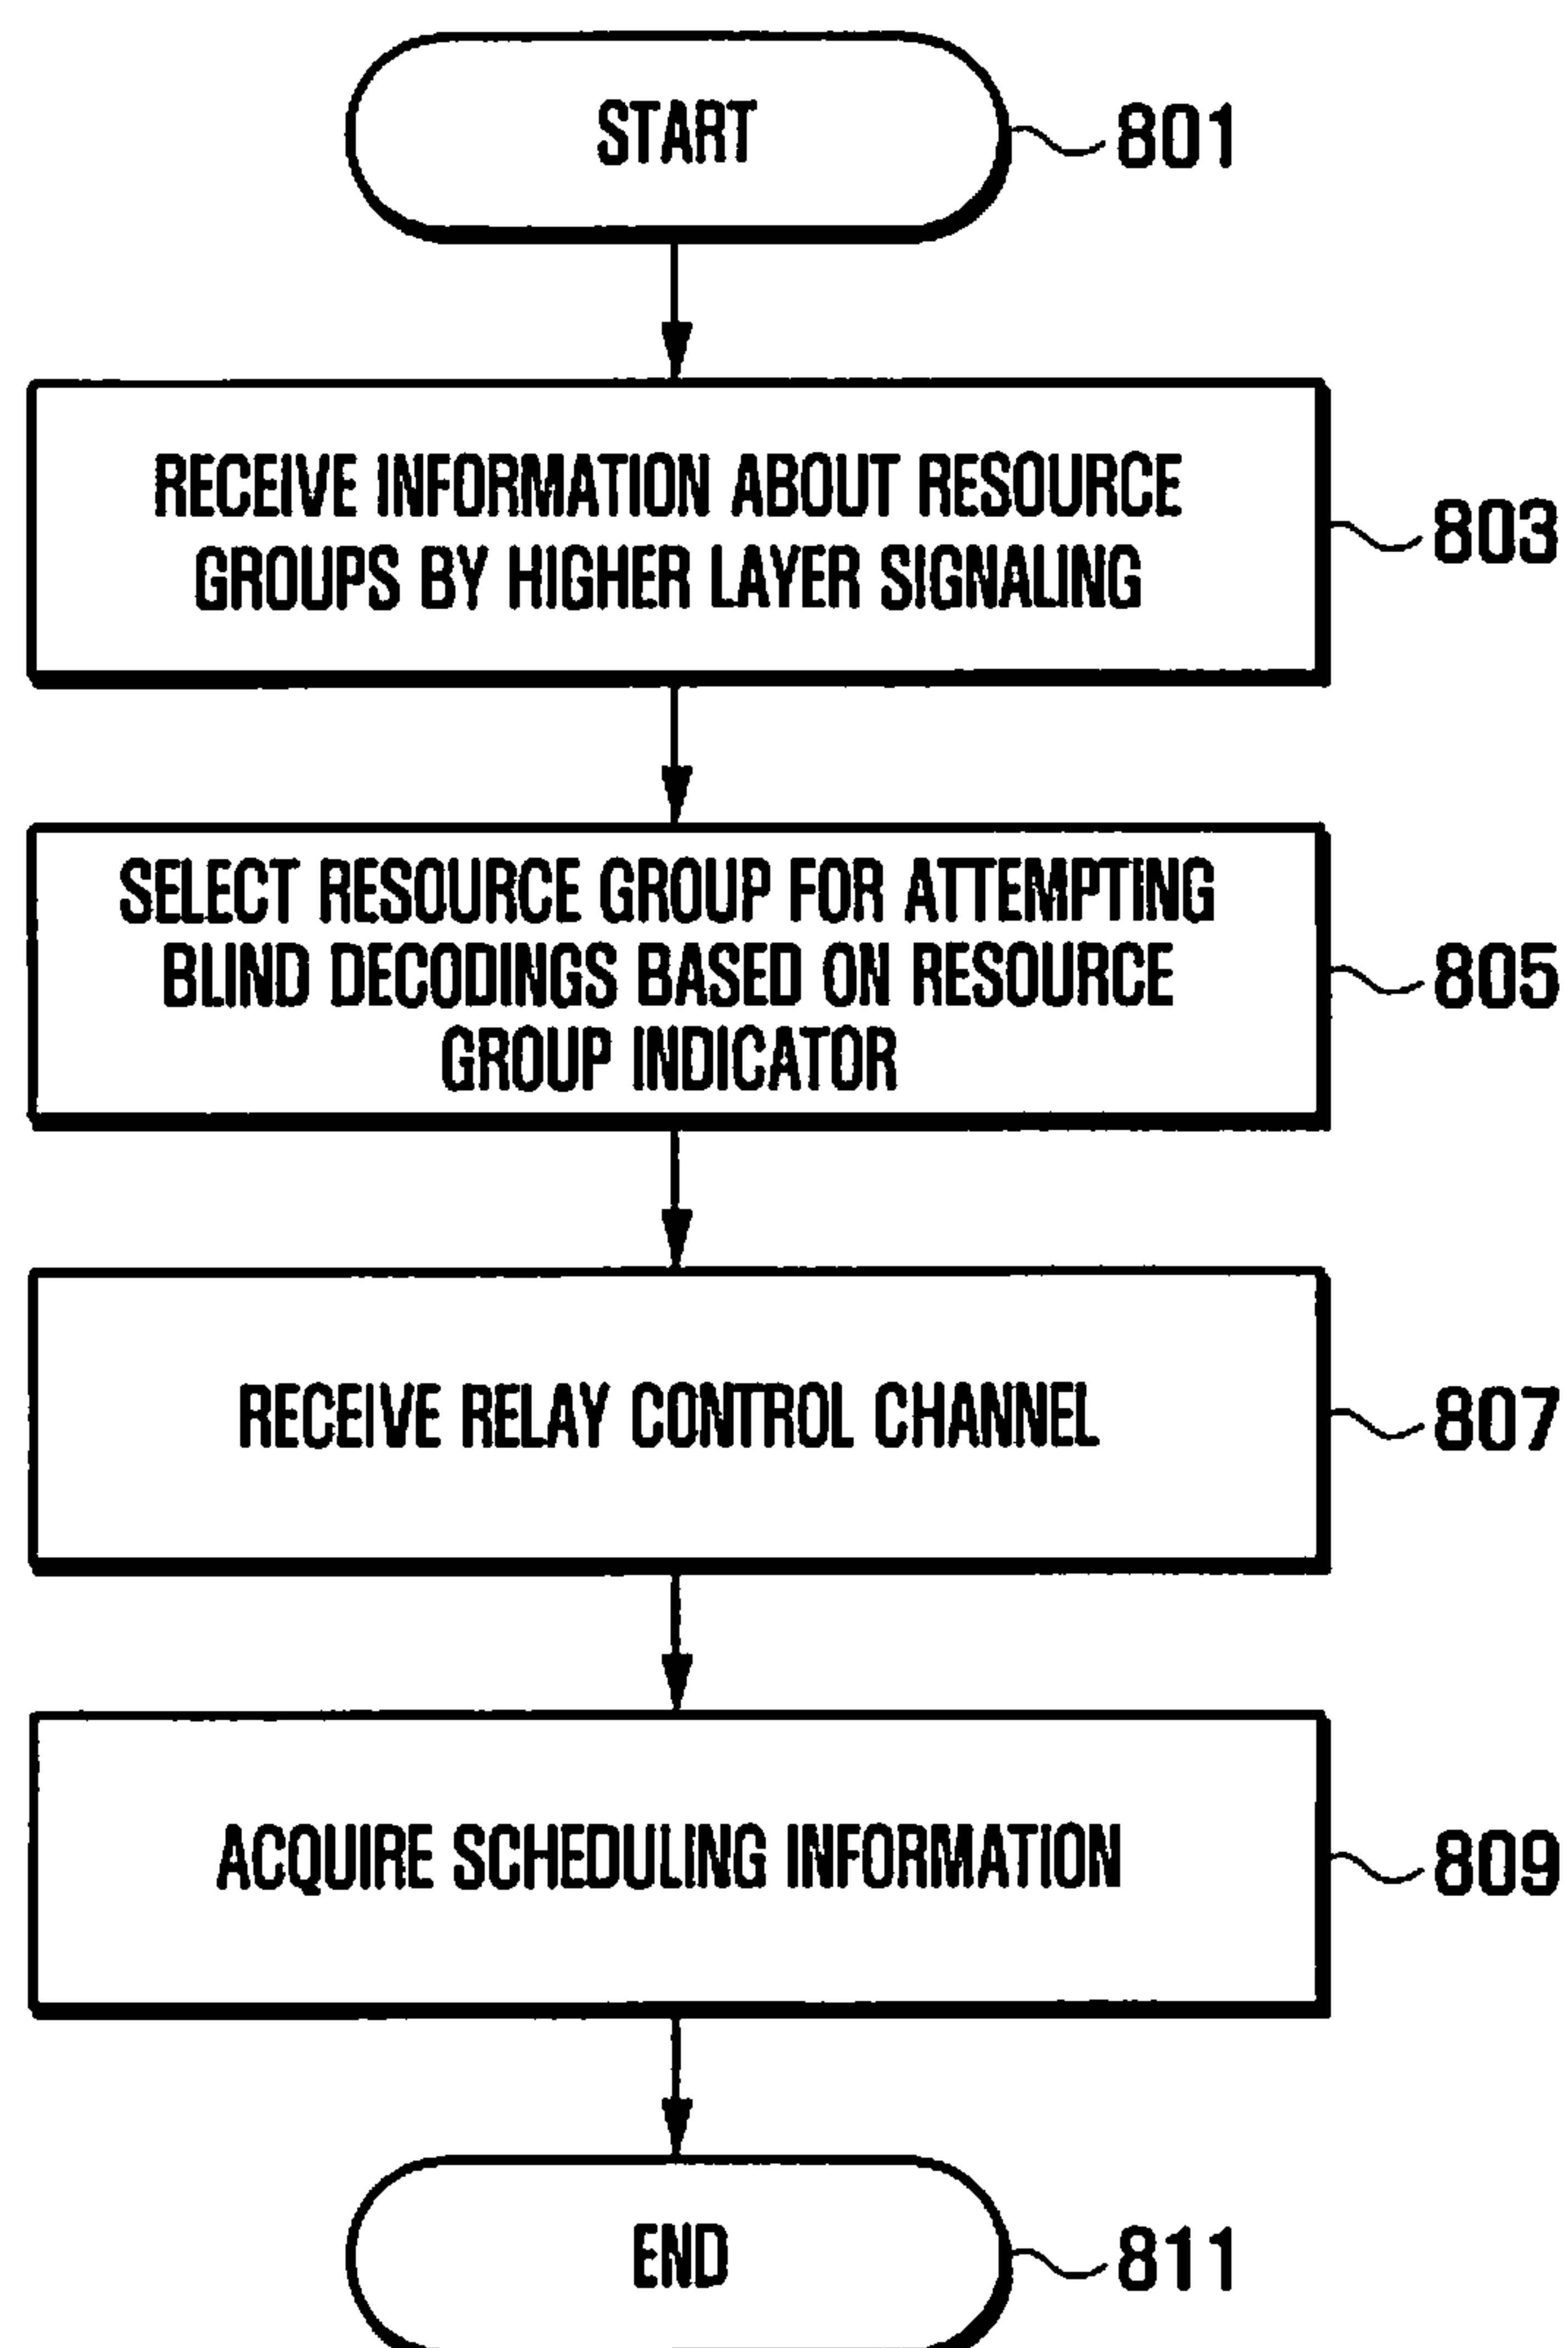 START
801
RECEIVE INFORMATION ABOUT RESOURCE
GROUPS BY HIGHER LAYER SIGNALING
803
SELECT RESOURCE GROUP FOR ATTEMPTING
BLIND DECODINGS BASED ON RESOURCE
GROUP INDICATOR
805
RECEIVE RELAY CONTROL CHANNEL
807
ACQUIRE SCHEDULING INFORMATION
809
END
811